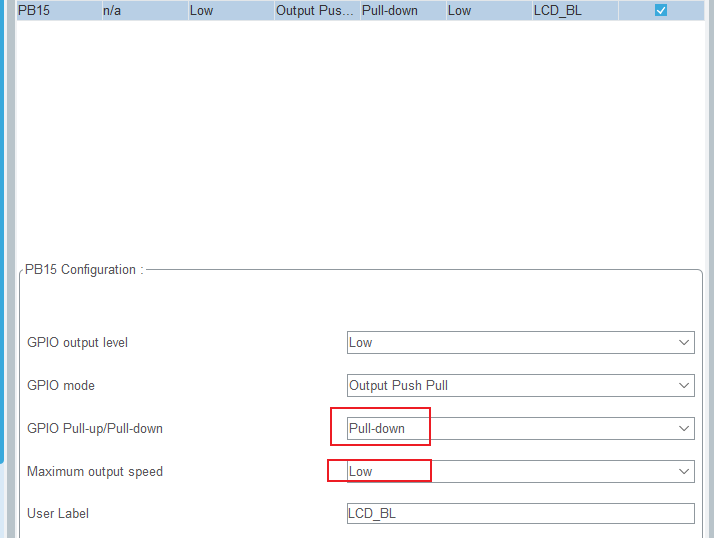 PB15 n/a Low Output Pus... Pull-down Low LCD_BL
PB15 Configuration :
GPIO output level Low
GPIO mode Output Push Pull
GPIO Pull-up/Pull-down Pull-down
Maximum output speed Low
User Label LCD_BL